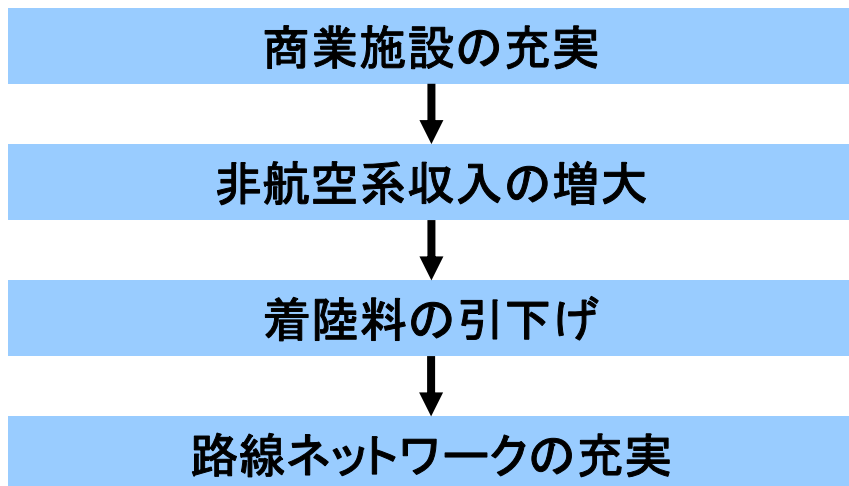 商業施設の充実
非航空系収入の増大
着陸料の引下げ
路線ネットワークの充実